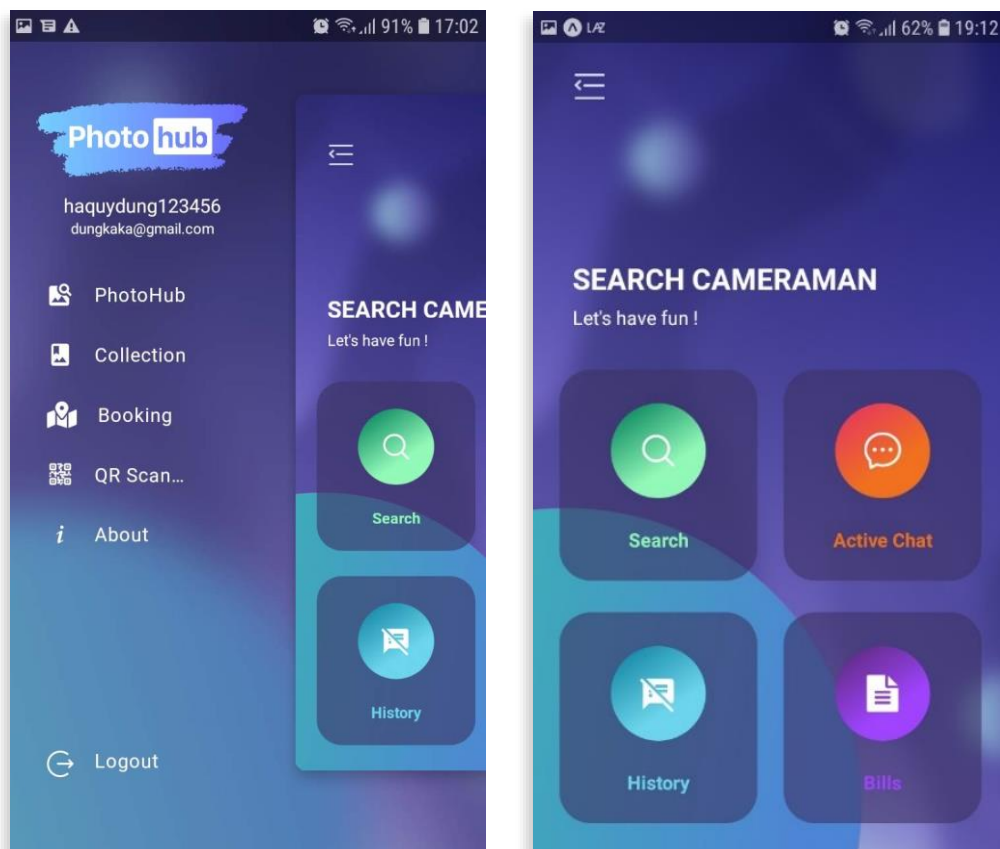 91% 17:02
Photo hub
haquydung123456
dungkaka@gmail.com
PhotoHub
Collection
Booking
QR Scan...
About
Logout
SEARCH CAME
Let's have fun !
Search
History
LAZ 62% 19:12
SEARCH CAMERAMAN
Let's have fun !
Search
Active Chat
History
Bills